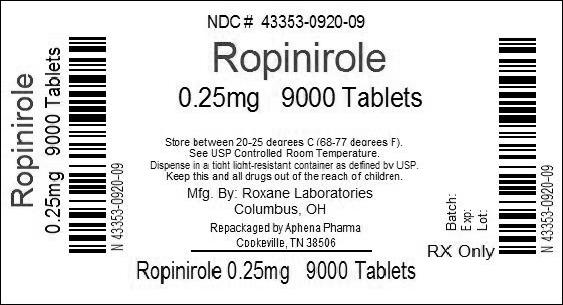 NDC # 43353-0920-09
Ropinirole
0.25mg 9000 Tablets
Store between 20-25 degrees C (68-77 degrees F).
See USP Controlled Room Temperature.
Dispense in a tight light-resistant container as defined by USP.
Keep this and all drugs out of the reach of children.
Mfg. By: Roxane Laboratories
Columbus, OH
Repackaged by Aphena Pharma
Cookeville, TN 38506
Ropinirole 0.25mg 9000 Tablets
Ropinirole
0.25mg 9000 Tablets
N 43353-0920-09
Batch:
Exp:
Lot:
RX Only
N 43353-0920-09